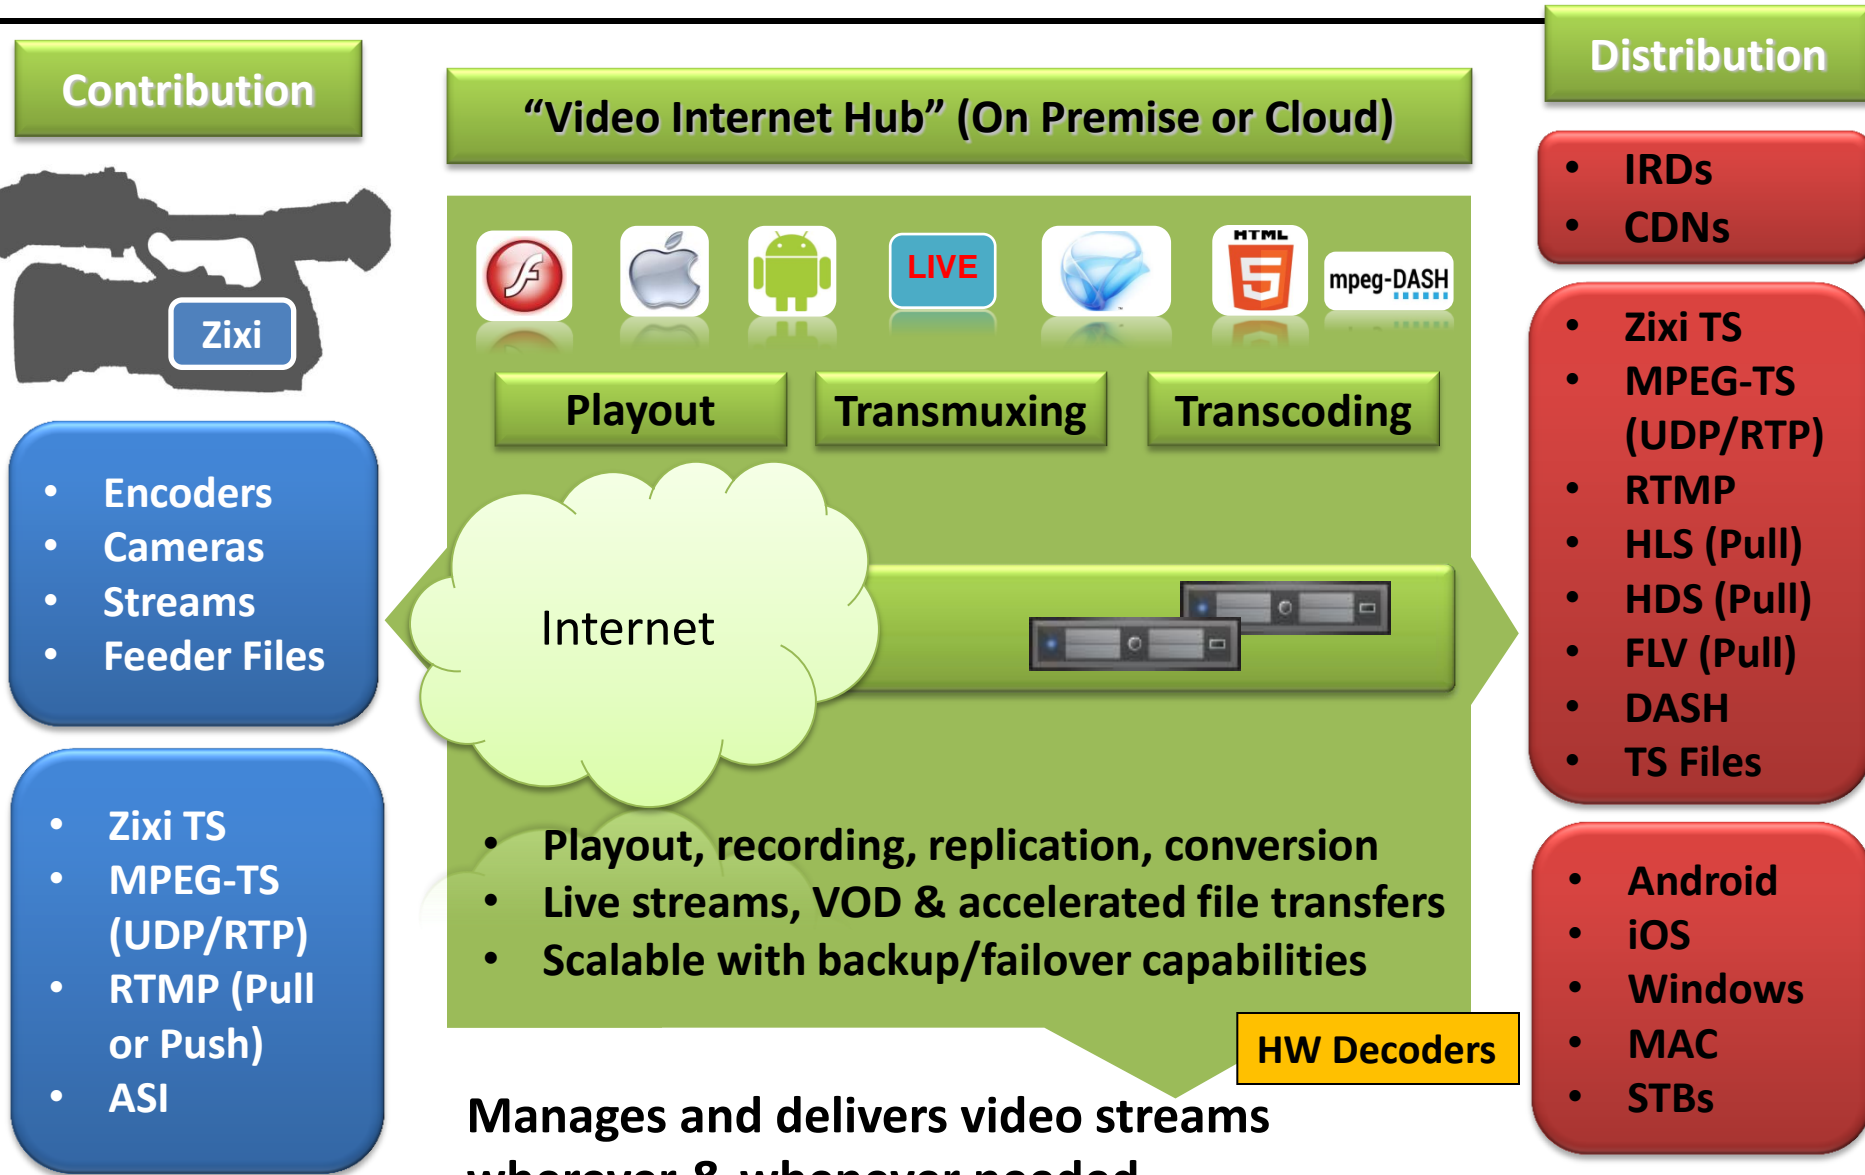 Contribution
Zixi
• Encoders
• Cameras
• Streams
• Feeder Files
• Zixi TS
• MPEG-TS
(UDP/RTP)
• RTMP (Pull
or Push)
• ASI
“Video Internet Hub” (On Premise or Cloud)
LIVE
HTML
5
mpeg-DASH
Playout
Transmuxing
Transcoding
Internet
• Playout, recording, replication, conversion
• Live streams, VOD & accelerated file transfers
• Scalable with backup/failover capabilities
HW Decoders
Manages and delivers video streams
wherever & whenever needed
Distribution
• IRDs
• CDNs
• Zixi TS
• MPEG-TS
(UDP/RTP)
• RTMP
• HLS (Pull)
• HDS (Pull)
• FLV (Pull)
• DASH
• TS Files
• Android
• iOS
• Windows
• MAC
• STBs